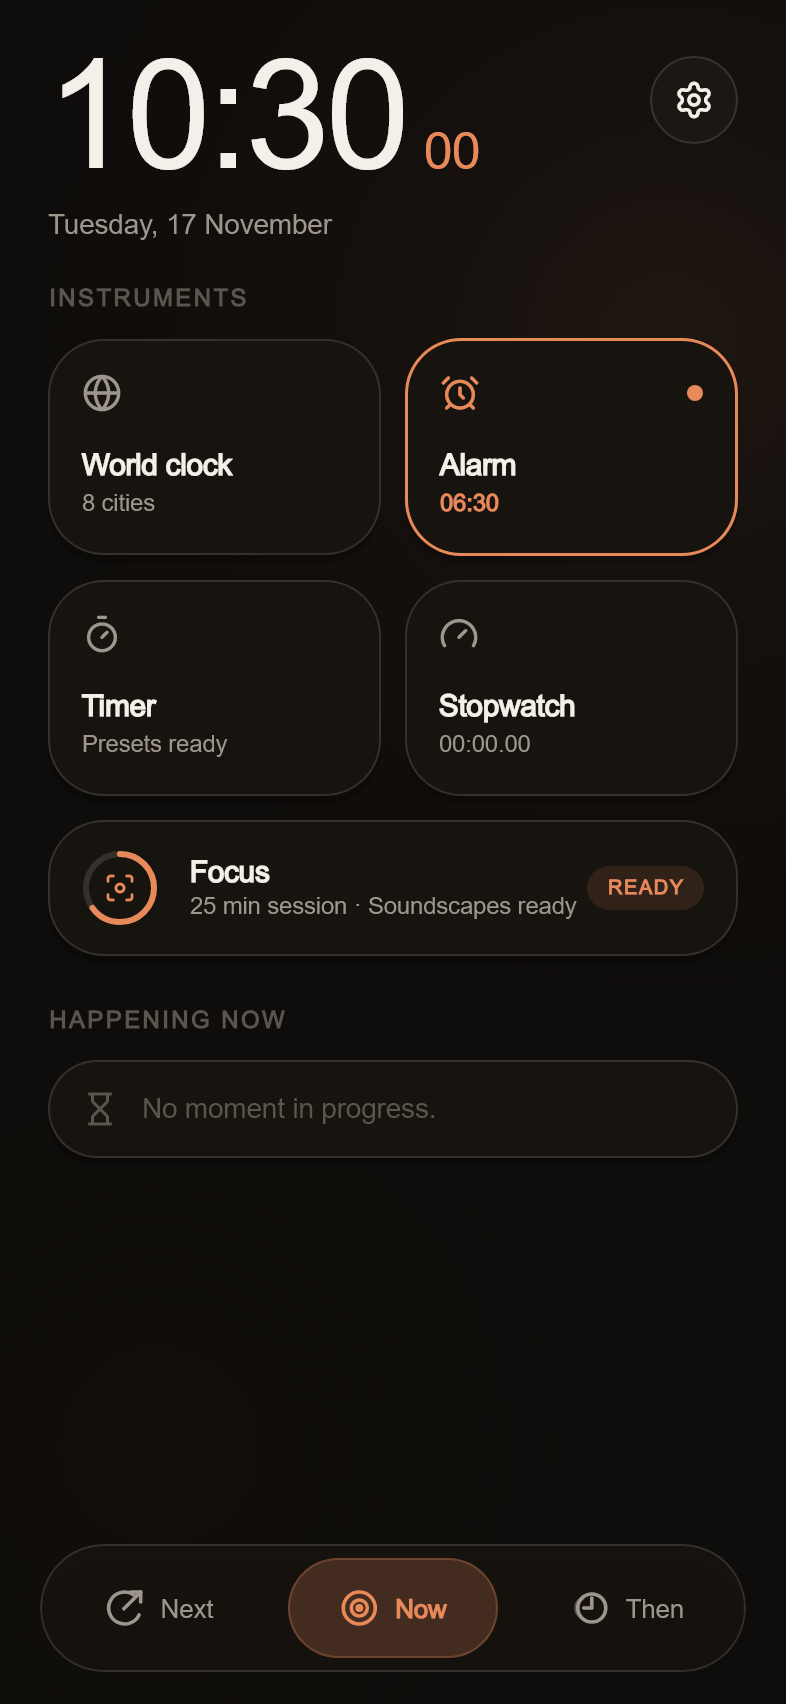 10:30 00
Tuesday, 17 November
INSTRUMENTS
World clock
8 cities
Alarm
06:30
Timer
Presets ready
Stopwatch
00:00.00
Focus
25 min session · Soundscapes ready
READY
HAPPENING NOW
No moment in progress.
Next
Now
Then